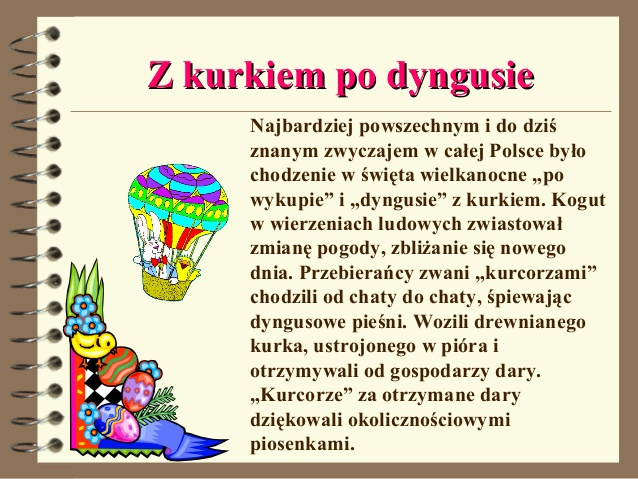 Z kurkiem po dyngusie
Najbardziej powszechnym i do dziś
znanym zwyczajem w całej Polsce było
chodzenie w święta wielkanocne „po
wykupie” i „dyngusie” z kurkiem. Kogut
w wierzeniach ludowych zwiastował
zmianę pogody, zbliżanie się nowego
dnia. Przebierańcy zwani „kurcorzami”
chodzili od chaty do chaty, śpiewając
dyngusowe pieśni. Wozili drewnianego
kurka, ustrojonego w pióra i
otrzymywali od gospodarzy dary.
„Kurcorze” za otrzymane dary
dziękowali okolicznościowymi
piosenkami.